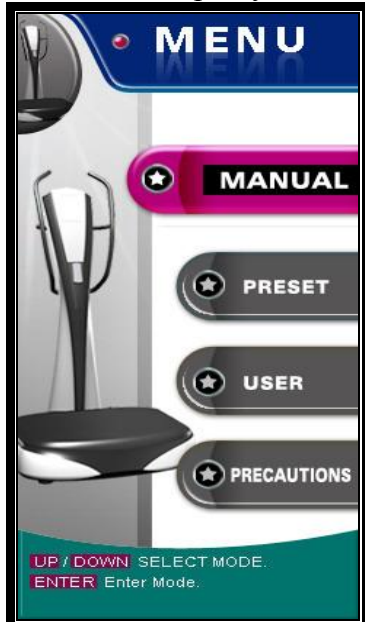 MENU
MANUAL
PRESET
USER
PRECAUTIONS
UP / DOWN SELECT MODE.
ENTER Enter Mode.